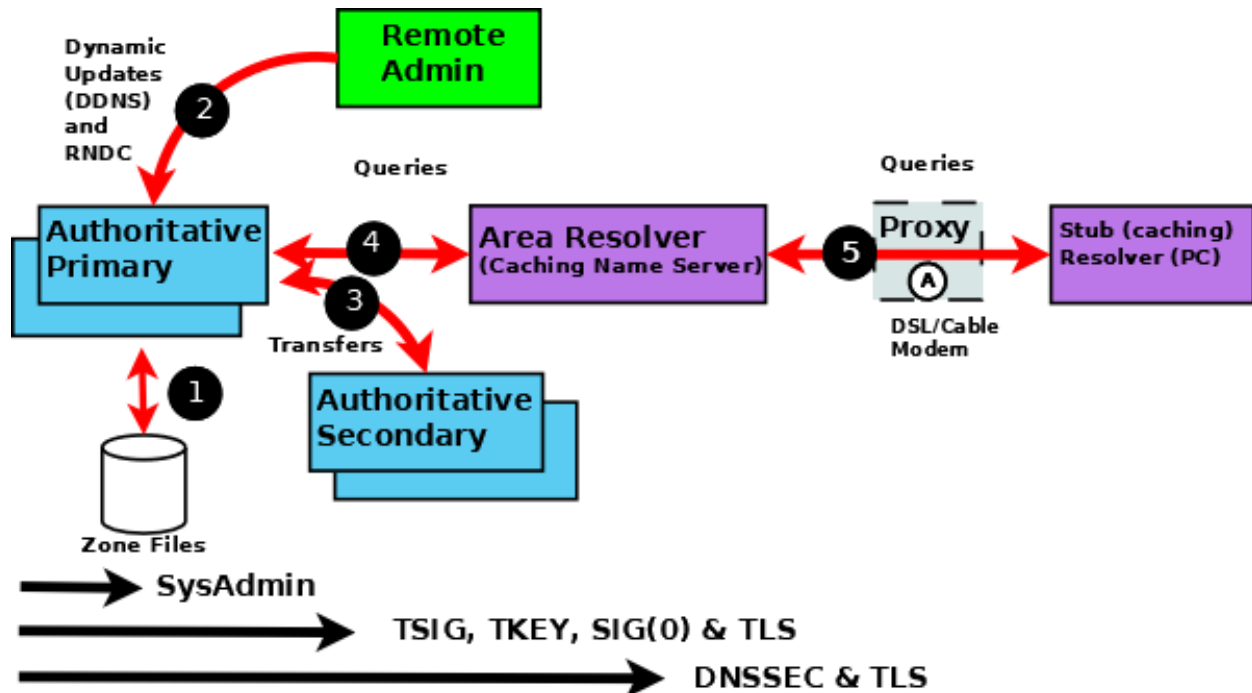 Dynamic
Updates
(DDNS)
and
RNDC
2
Remote
Admin
Queries
Queries
Authoritative
Primary
4
Area Resolver
(Caching Name Server)
5
Proxy
A
DSL/Cable
Modem
Stub (caching)
Resolver (PC)
3
Transfers
1
Authoritative
Secondary
Zone Files
SysAdmin
TSIG, TKEY, SIG(0) & TLS
DNSSEC & TLS